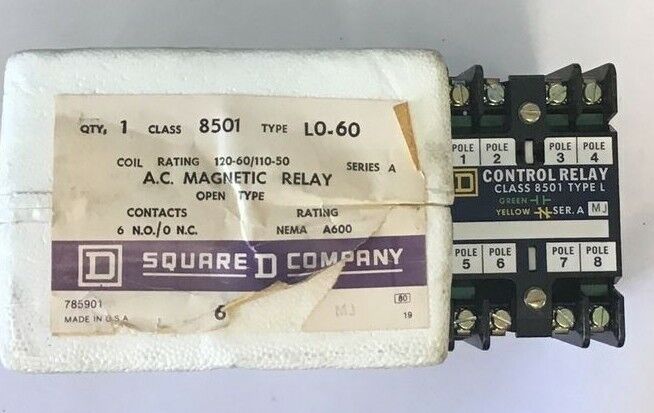 QTY. 1 CLASS 8501 TYPE LO-60
COIL RATING 120-60/110-50 SERIES A
A.C. MAGNETIC RELAY
OPEN TYPE
CONTACTS RATING
6 N.O./0 N.C. NEMA A600
D SQUARE D COMPANY
785901 6 80
MADE IN U.S.A. 19
POLE 1 POLE 2 POLE 3 POLE 4
D CONTROL RELAY
CLASS 8501 TYPE L
GREEN
YELLOW SER. A MJ
POLE 5 POLE 6 POLE 7 POLE 8